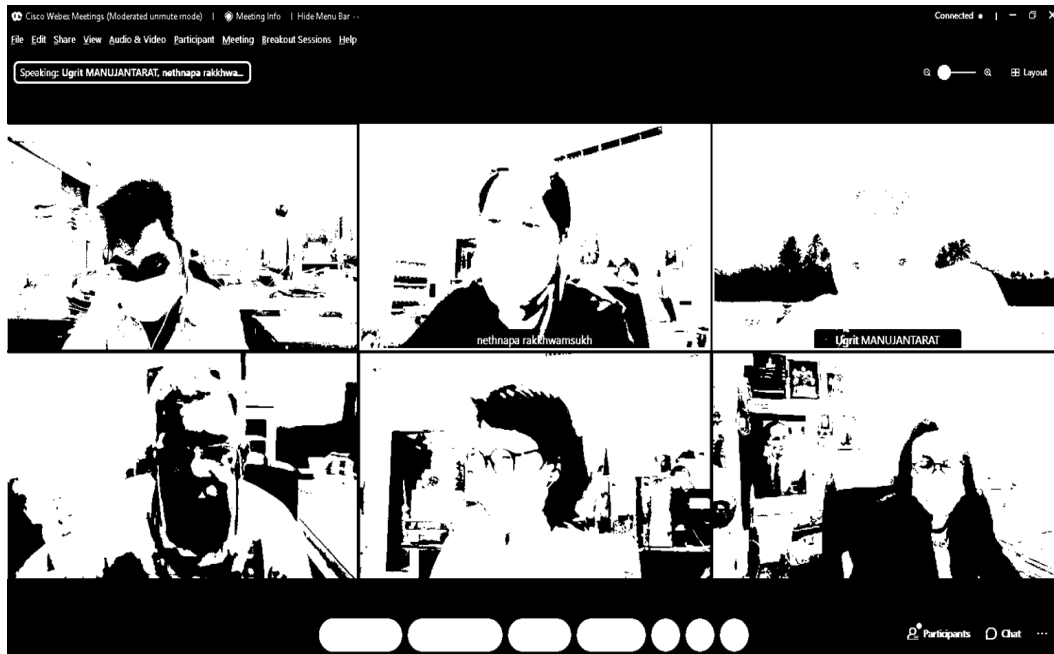 Cisco Webex Meetings (Moderated unmute mode) | Meeting Info | Hide Menu Bar
Connected
File Edit Share View Audio & Video Participant Meeting Breakout Sessions Help
Speaking: Ugrit MANUJANTARAT, nethnapa rakkhwa...
Layout
nethnapa rakkhwamsukh
Ugrit MANUJANTARAT
Participants Chat ...